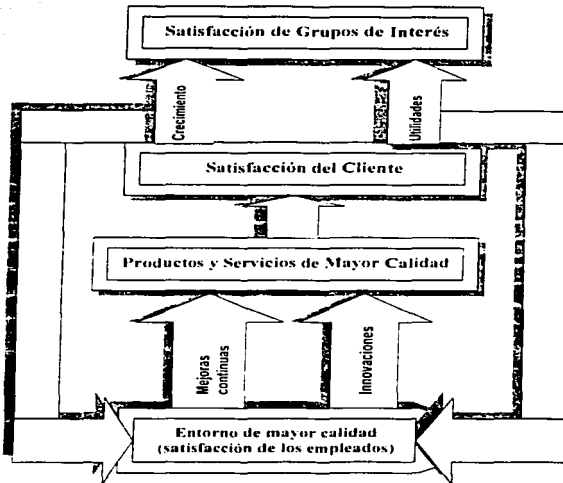 Satisfacción de Grupos de Interés
Crecimiento
Utilidades
Satisfacción del Cliente
Productos y Servicios de Mayor Calidad
Mejoras
continuas
Innovaciones
Entorno de mayor calidad
(satisfacción de los empleados)